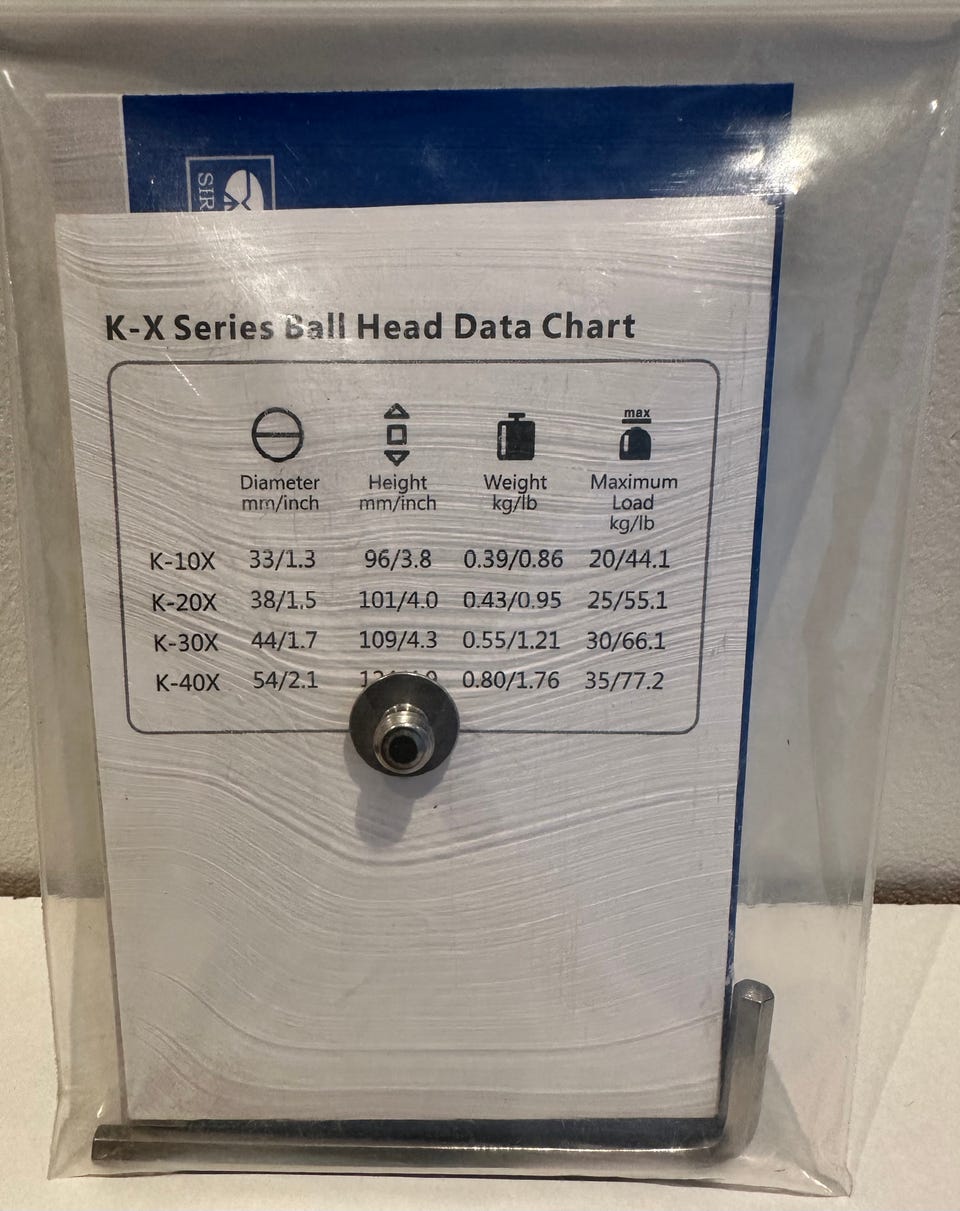 SIR
K-X Series Ball Head Data Chart
max
Diameter Height Weight Maximum
mm/inch mm/inch kg/lb Load
kg/lb
K-10X 33/1.3 96/3.8 0.39/0.86 20/44.1
K-20X 38/1.5 101/4.0 0.43/0.95 25/55.1
K-30X 44/1.7 109/4.3 0.55/1.21 30/66.1
K-40X 54/2.1 0.80/1.76 35/77.2